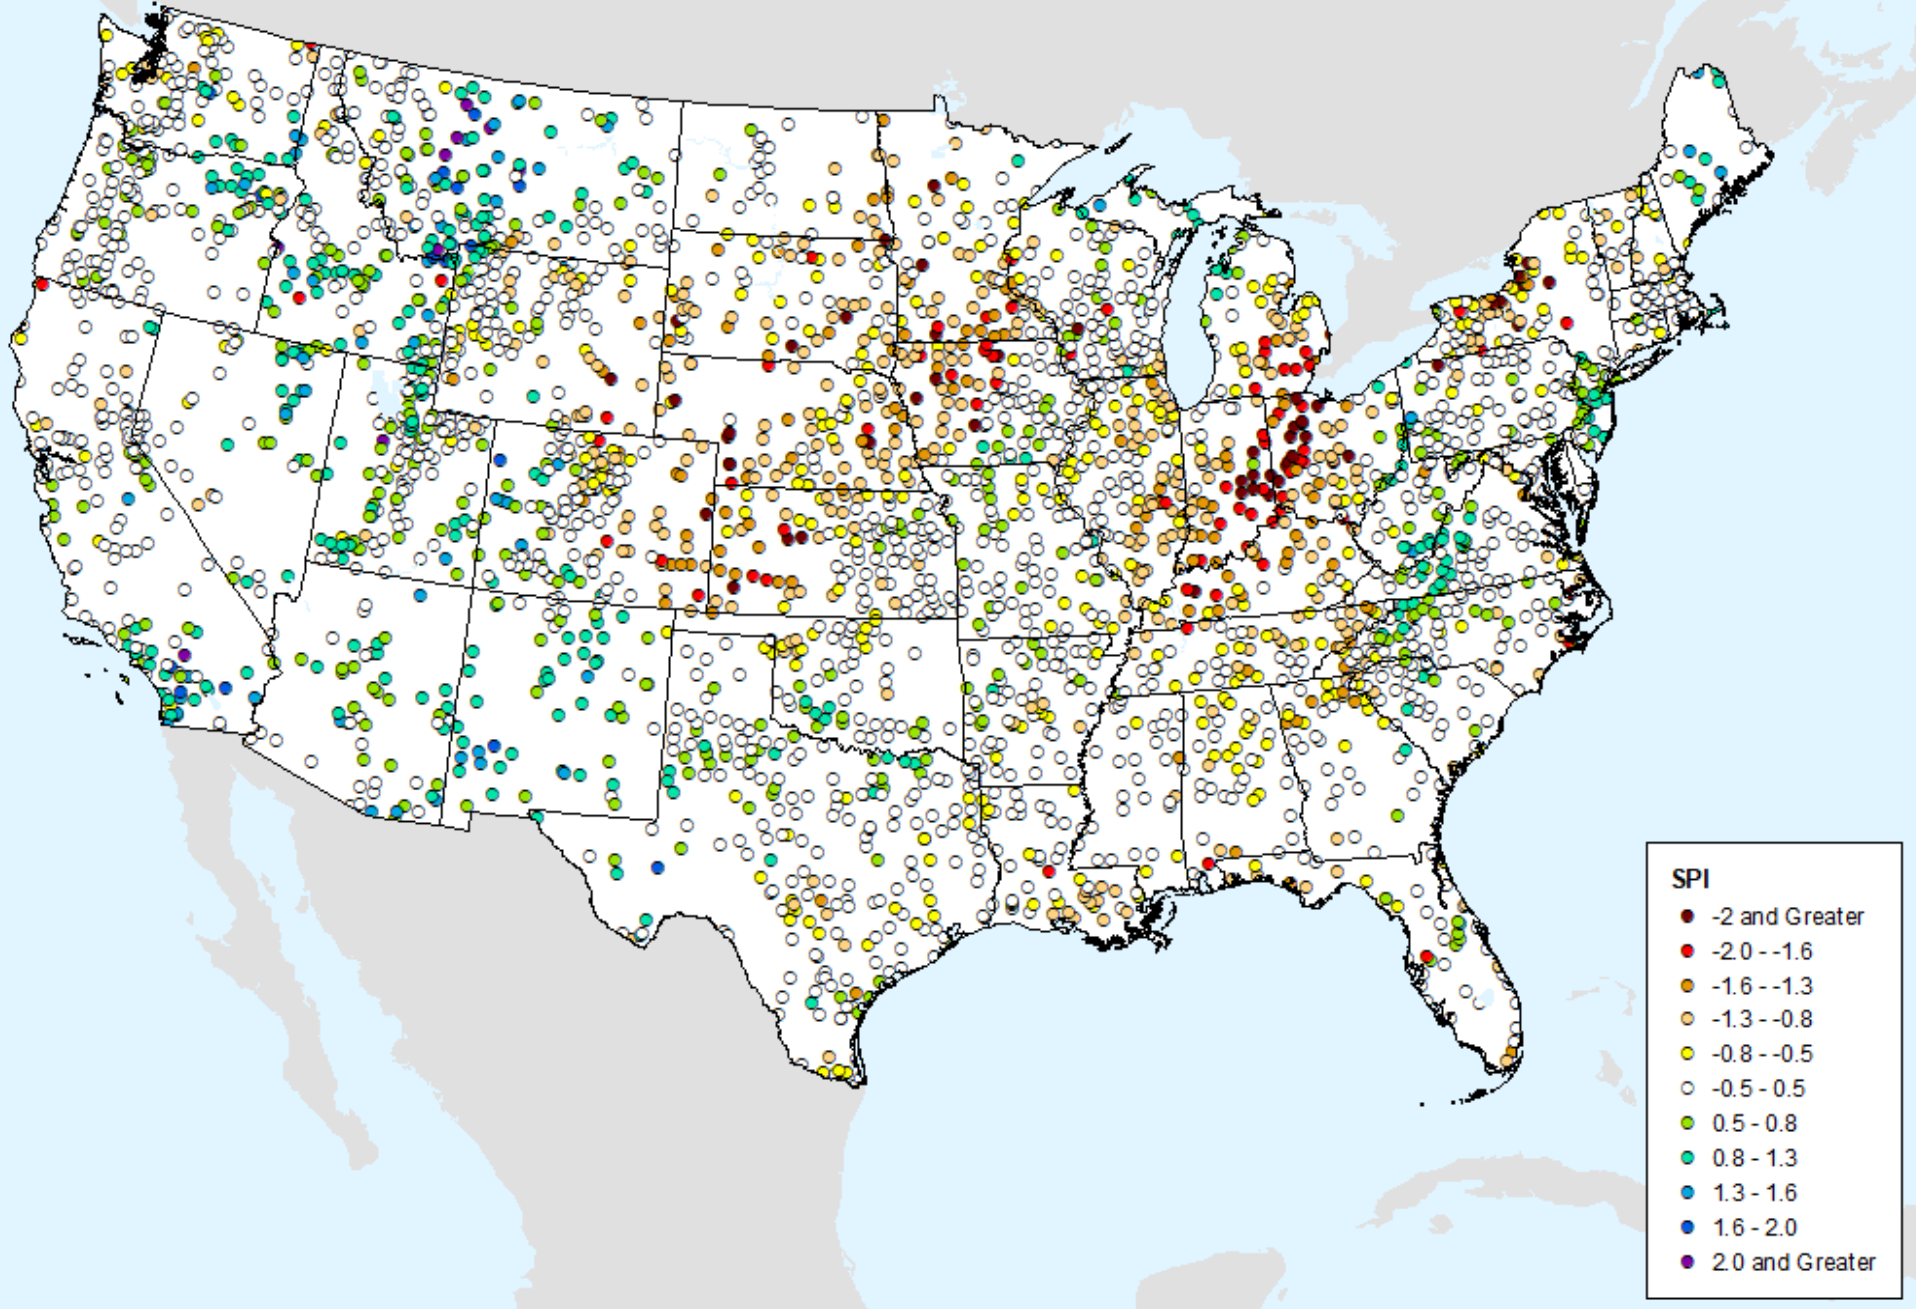 SPI
-2 and Greater
-2.0 - -1.6
-1.6 - -1.3
-1.3 - -0.8
-0.8 - -0.5
-0.5 - 0.5
0.5 - 0.8
0.8 - 1.3
1.3 - 1.6
1.6 - 2.0
2.0 and Greater